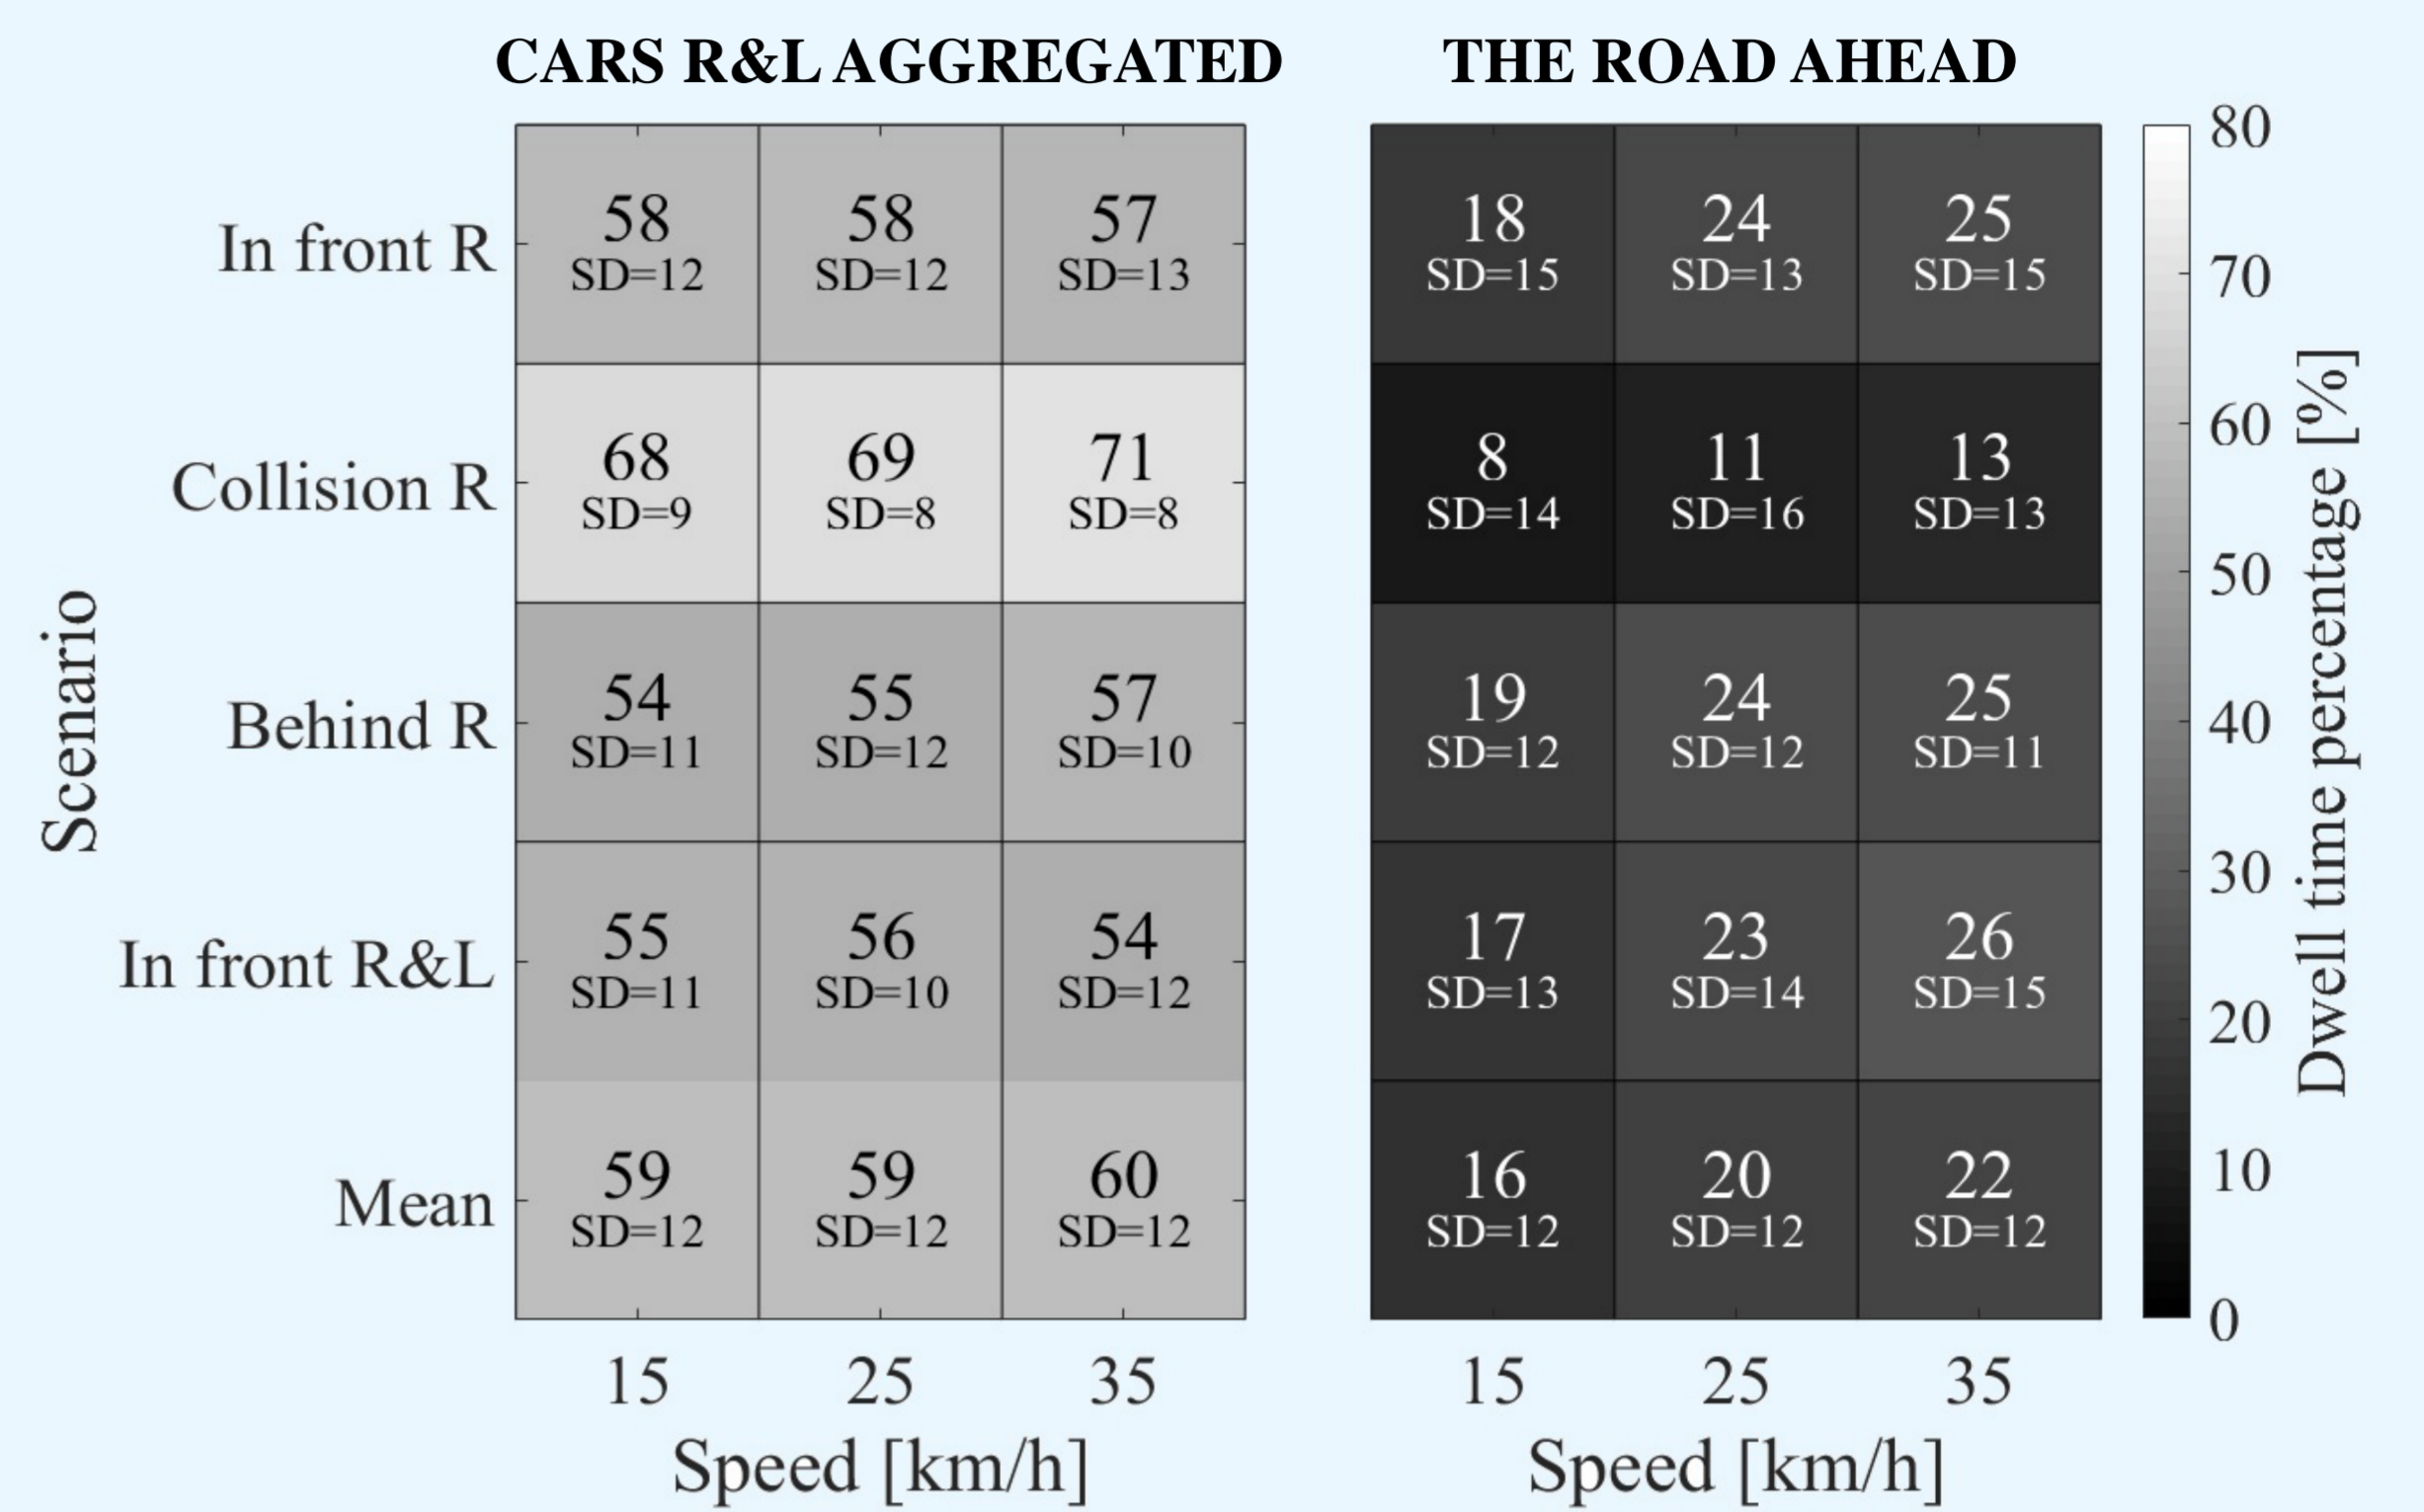 CARS R&L AGGREGATED
THE ROAD AHEAD
Scenario
In front R
58 58 57 18 24 25
SD=12 SD=12 SD=13 SD=15 SD=13 SD=15
Collision R
68 69 71 8 11 13
SD=9 SD=8 SD=8 SD=14 SD=16 SD=13
Behind R
54 55 57 19 24 25
SD=11 SD=12 SD=10 SD=12 SD=12 SD=11
In front R&L
55 56 54 17 23 26
SD=11 SD=10 SD=12 SD=13 SD=14 SD=15
Mean
59 59 60 16 20 22
SD=12 SD=12 SD=12 SD=12 SD=12 SD=12
15 25 35
Speed [km/h]
15 25 35
Speed [km/h]
80
70
60
50
40
30
20
10
0
Dwell time percentage [%]